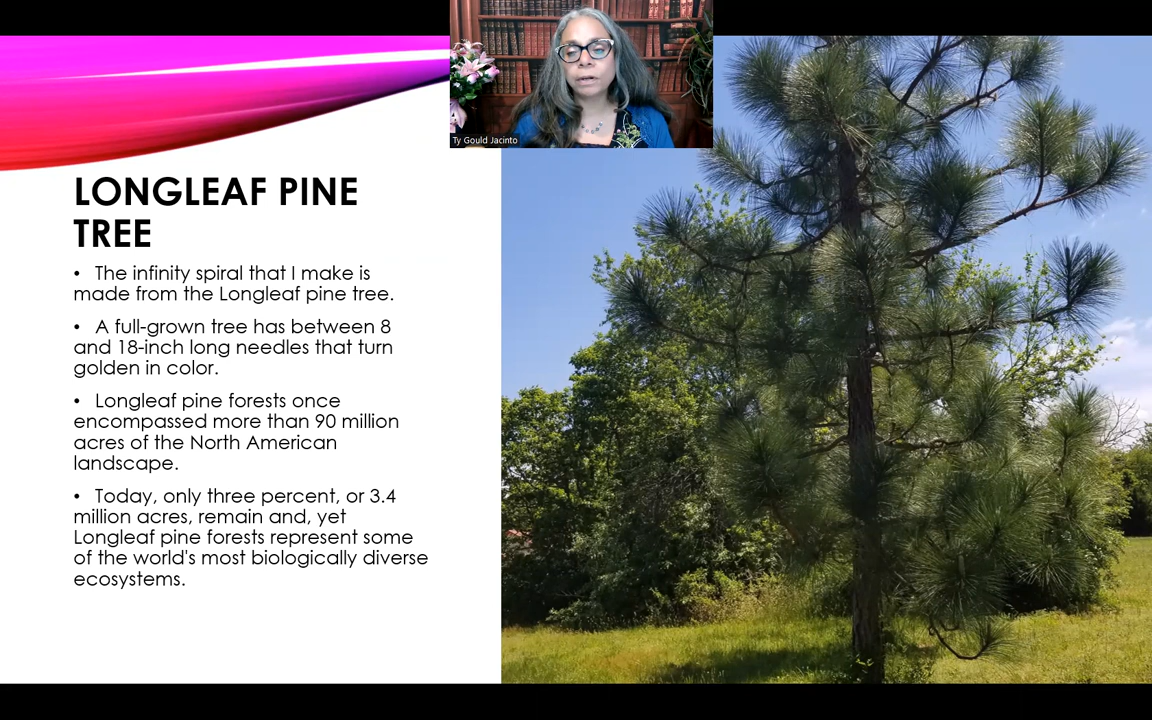 Ty Gould Jacinto
LONGLEAF PINE
TREE
• The infinity spiral that I make is
made from the Longleaf pine tree.
• A full-grown tree has between 8
and 18-inch long needles that turn
golden in color.
• Longleaf pine forests once
encompassed more than 90 million
acres of the North American
landscape.
• Today, only three percent, or 3.4
million acres, remain and, yet
Longleaf pine forests represent some
of the world's most biologically diverse
ecosystems.